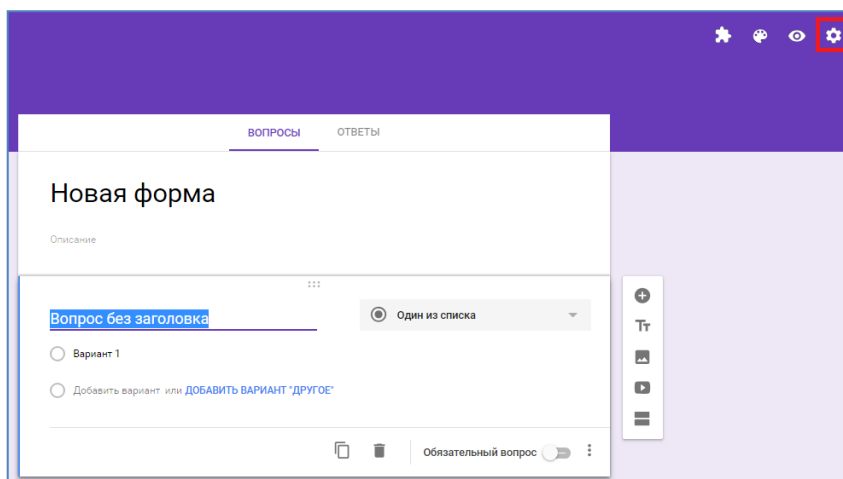 ВОПРОСЫ ОТВЕТЫ
Новая форма
Описание
Вопрос без заголовка
Один из списка
Вариант 1
Добавить вариант или ДОБАВИТЬ ВАРИАНТ "ДРУГОЕ"
Обязательный вопрос